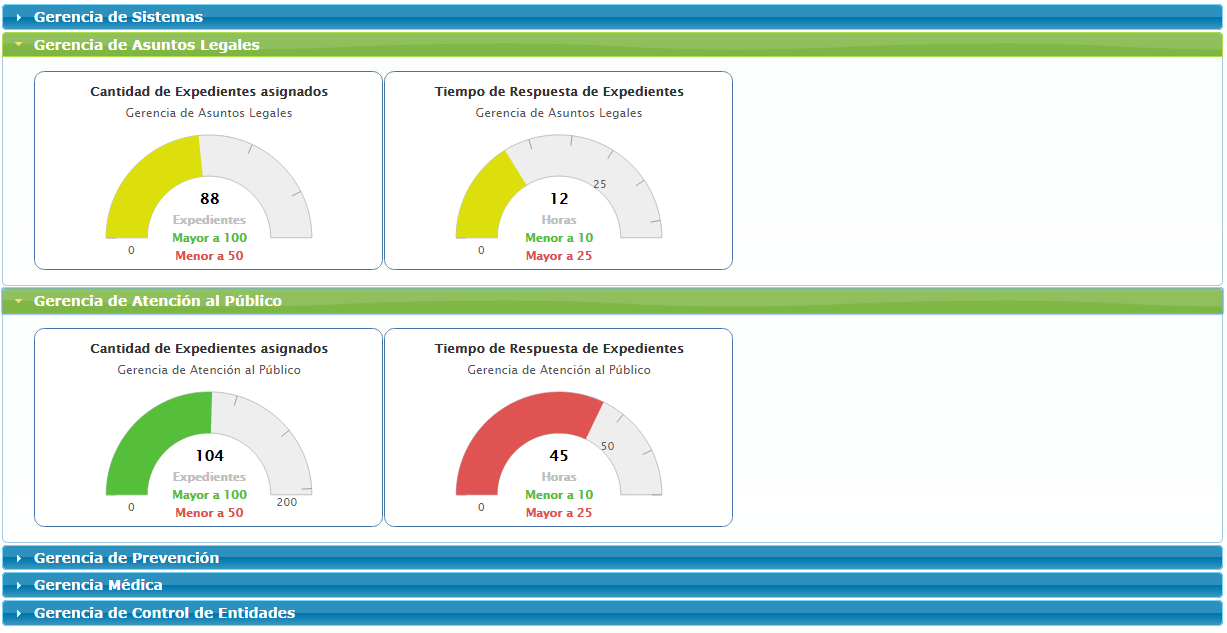 Gerencia de Sistemas
Gerencia de Asuntos Legales
Cantidad de Expedientes asignados
Gerencia de Asuntos Legales
88
Expedientes
Mayor a 100
0
Menor a 50
Tiempo de Respuesta de Expedientes
Gerencia de Asuntos Legales
25
12
Horas
Menor a 10
0
Mayor a 25
Gerencia de Atención al Público
Cantidad de Expedientes asignados
Gerencia de Atención al Público
104
Expedientes
Mayor a 100
0
200
Menor a 50
Tiempo de Respuesta de Expedientes
Gerencia de Atención al Público
50
45
Horas
Menor a 10
0
Mayor a 25
Gerencia de Prevención
Gerencia Médica
Gerencia de Control de Entidades